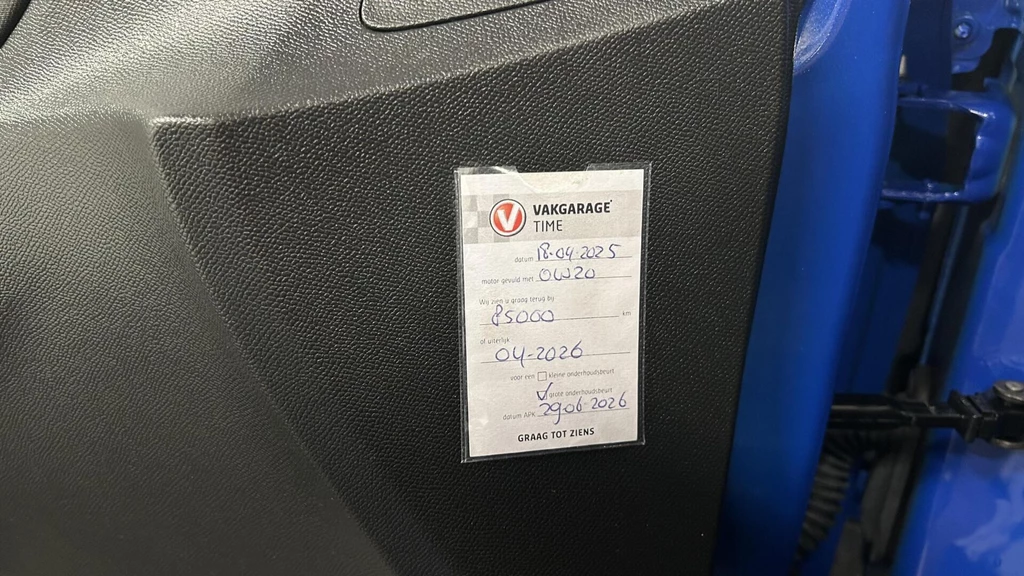 V VAKGARAGE
TIME
datum 18-04-2025
motor gevuld met 0W20
Wij zien u graag terug bij
85000 km
of uiterlijk
04-2026
voor een kleine onderhoudsbeurt
grote onderhoudsbeurt
datum APK 29-06-2026
GRAAG TOT ZIENS